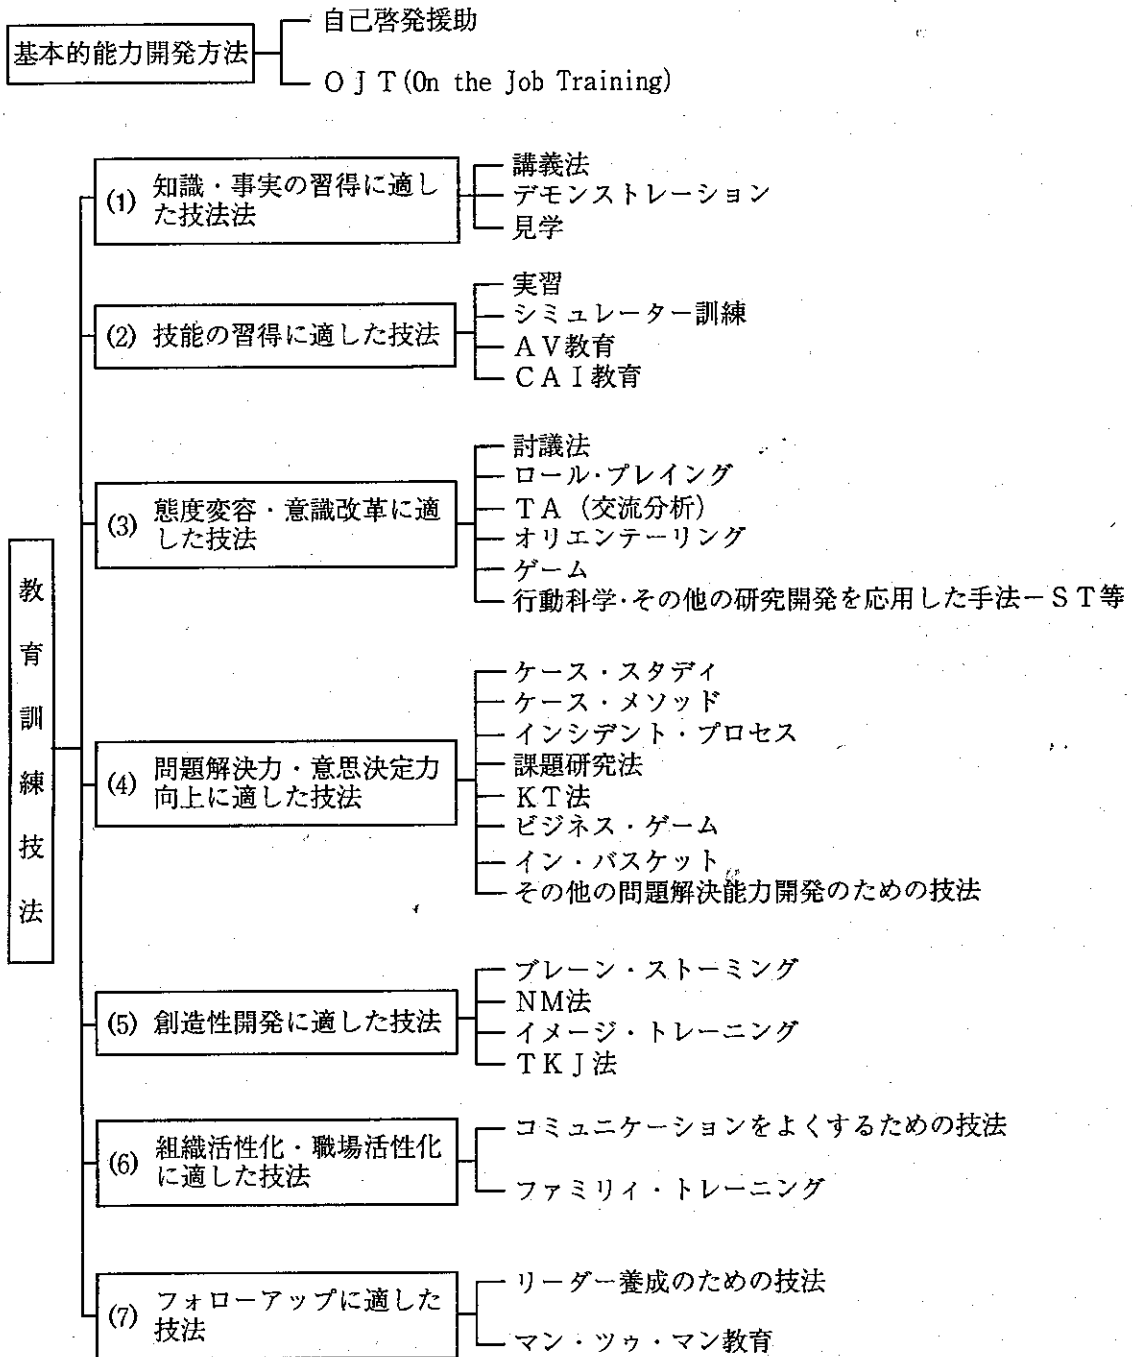 自己啓発援助
基本的能力開発方法
OJT(On the Job Training)
(1) 知識・事実の習得に適し
た技法法
講義法
デモンストレーション
見学
(2) 技能の習得に適した技法
実習
シミュレーター訓練
AV教育
CAI教育
(3) 態度変容・意識改革に適
した技法
討議法
ロール・プレイング
TA(交流分析)
オリエンテーリング
ゲーム
行動科学・その他の研究開発を応用した手法-ST等
教育訓練技法
(4) 問題解決力・意思決定力
向上に適した技法
ケース・スタディ
ケース・メソッド
インシデント・プロセス
課題研究法
KT法
ビジネス・ゲーム
イン・バスケット
その他の問題解決能力開発のための技法
(5) 創造性開発に適した技法
ブレーン・ストーミング
NM法
イメージ・トレーニング
TKJ法
(6) 組織活性化・職場活性化
に適した技法
コミュニケーションをよくするための技法
ファミリィ・トレーニング
(7) フォローアップに適した
技法
リーダー養成のための技法
マン・ツゥ・マン教育